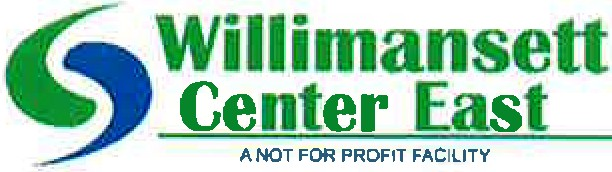 Willimansett
Center East
A NOT FOR PROFIT FACILITY